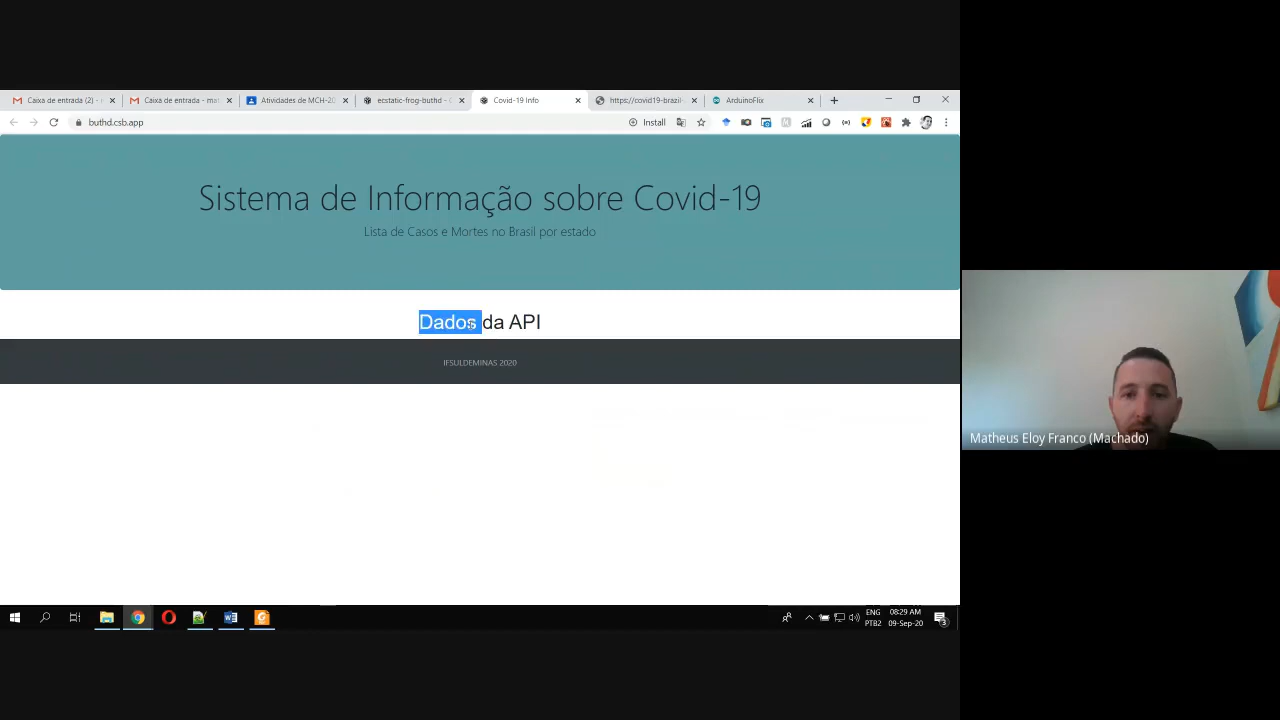 Caixa de entrada (2) -
Caixa de entrada - mat
Atividades de MCH-20
ecstatic-frog-buthd -
Covid-19 Info
https://covid19-brazil-
ArduinoFlix
buthd.csb.app
Install
Sistema de Informação sobre Covid-19
Lista de Casos e Mortes no Brasil por estado
Dados da API
IFSULDEMINAS 2020
Matheus Eloy Franco (Machado)
ENG
08:29 AM
PTB2
09-Sep-20
3